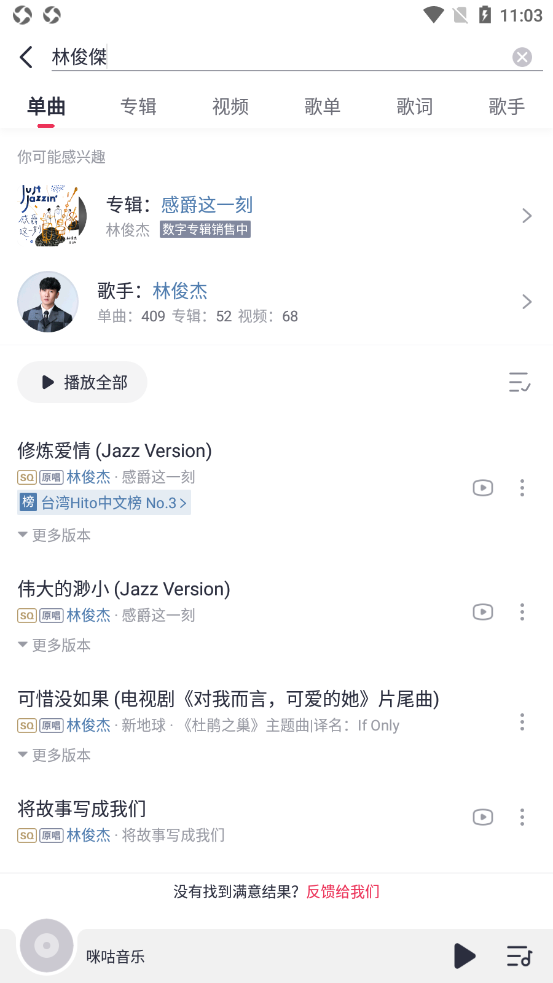 11:03
林俊傑
单曲 专辑 视频 歌单 歌词 歌手
你可能感兴趣
Just Jazzin'
感爵这一刻
专辑：感爵这一刻
林俊杰 数字专辑销售中
歌手：林俊杰
单曲：409 专辑：52 视频：68
播放全部
修炼爱情 (Jazz Version)
SQ 原唱 林俊杰 · 感爵这一刻
榜 台湾Hito中文榜 No.3 >
更多版本
伟大的渺小 (Jazz Version)
SQ 原唱 林俊杰 · 感爵这一刻
更多版本
可惜没如果 (电视剧《对我而言，可爱的她》片尾曲)
SQ 原唱 林俊杰 · 新地球 · 《杜鹃之巢》主题曲|译名：If Only
更多版本
将故事写成我们
SQ 原唱 林俊杰 · 将故事写成我们
没有找到满意结果？反馈给我们
咪咕音乐